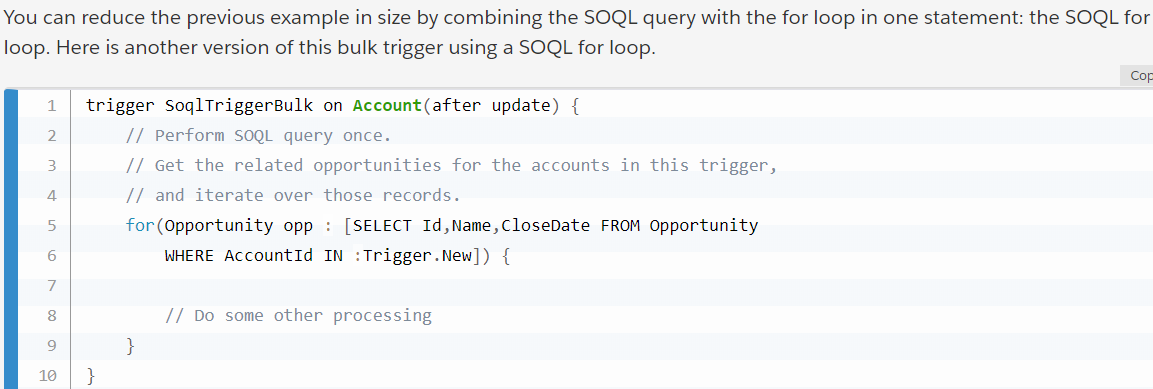 You can reduce the previous example in size by combining the SOQL query with the for loop in one statement: the SOQL for
loop. Here is another version of this bulk trigger using a SOQL for loop.
Cop
1 trigger SoqlTriggerBulk on Account(after update) {
2     // Perform SOQL query once.
3     // Get the related opportunities for the accounts in this trigger,
4     // and iterate over those records.
5     for(Opportunity opp : [SELECT Id,Name,CloseDate FROM Opportunity
6         WHERE AccountId IN :Trigger.New]) {
7
8         // Do some other processing
9     }
10 }